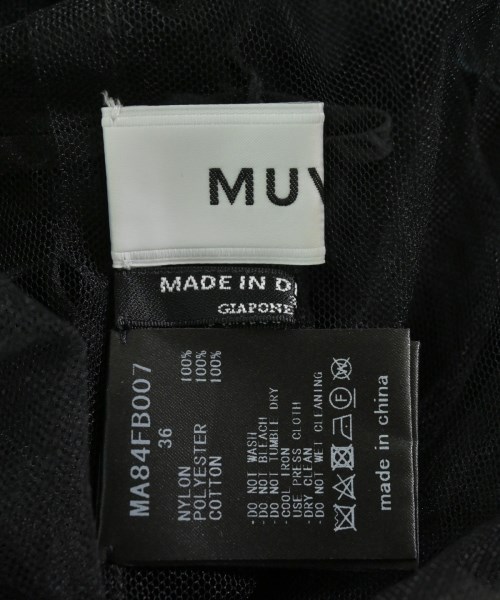 MUV
MADE IN D
GIAPONE
MA84FB007
36
NYLON 100%
POLYESTER 100%
COTTON 100%
- DO NOT WASH
- DO NOT BLEACH
- DO NOT TUMBLE DRY
- COOL IRON
USE PRESS CLOTH
- DRY CLEAN
- DO NOT WET CLEANING
made in china